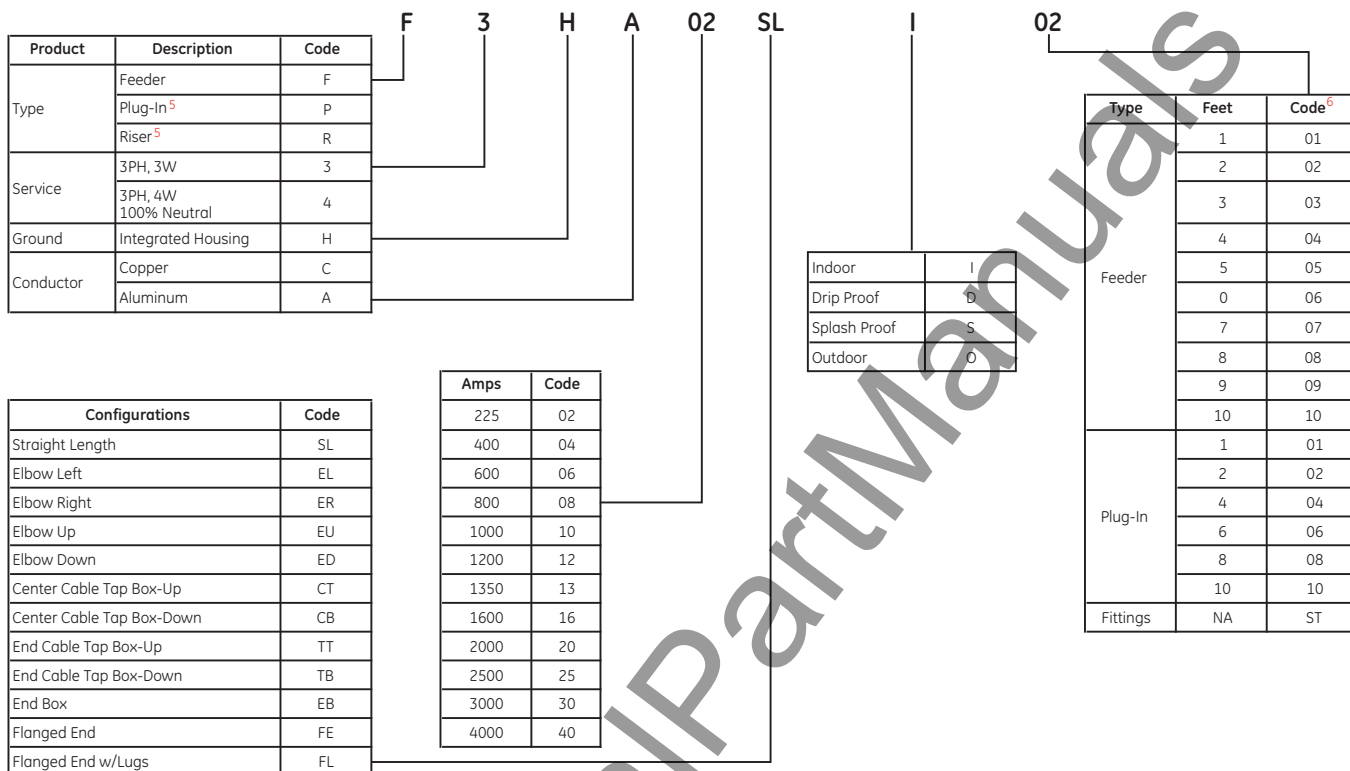 F 3 H A 02 SL I 02
Product Description Code
Type
Feeder F
Plug-In5 P
Riser5 R
Service
3PH, 3W 3
3PH, 4W
100% Neutral 4
Ground Integrated Housing H
Conductor
Copper C
Aluminum A
Configurations Code
Straight Length SL
Elbow Left EL
Elbow Right ER
Elbow Up EU
Elbow Down ED
Center Cable Tap Box-Up CT
Center Cable Tap Box-Down CB
End Cable Tap Box-Up TT
End Cable Tap Box-Down TB
End Box EB
Flanged End FE
Flanged End w/Lugs FL
Amps Code
225 02
400 04
600 06
800 08
1000 10
1200 12
1350 13
1600 16
2000 20
2500 25
3000 30
4000 40
Indoor I
Drip Proof D
Splash Proof S
Outdoor O
Type Feet Code6
Feeder
1 01
2 02
3 03
4 04
5 05
0 06
7 07
8 08
9 09
10 10
Plug-In
1 01
2 02
4 04
6 06
8 08
10 10
Fittings NA ST
lPartManuals